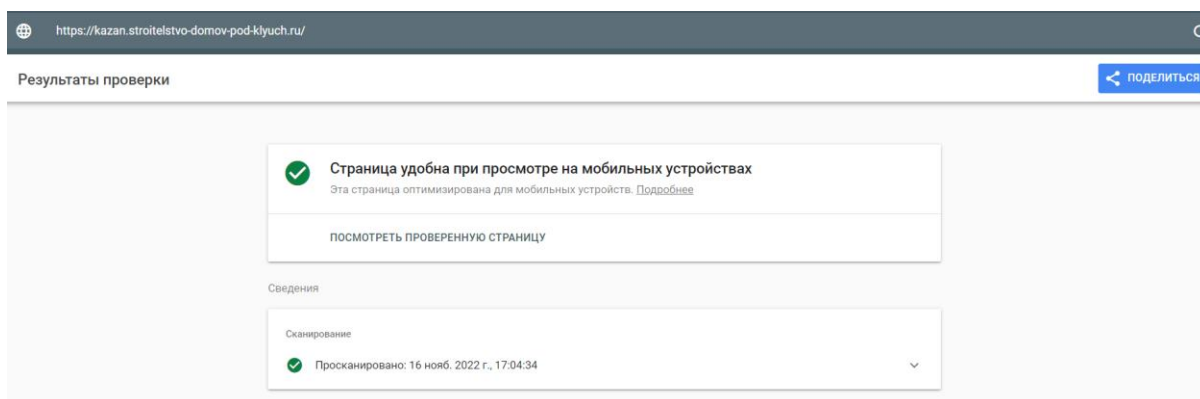 https://kazan.stroitelstvo-domov-pod-klyuch.ru/
Результаты проверки
ПОДЕЛИТЬСЯ
Страница удобна при просмотре на мобильных устройствах
Эта страница оптимизирована для мобильных устройств. Подробнее
ПОСМОТРЕТЬ ПРОВЕРЕННУЮ СТРАНИЦУ
Сведения
Сканирование
Просканировано: 16 нояб. 2022 г., 17:04:34